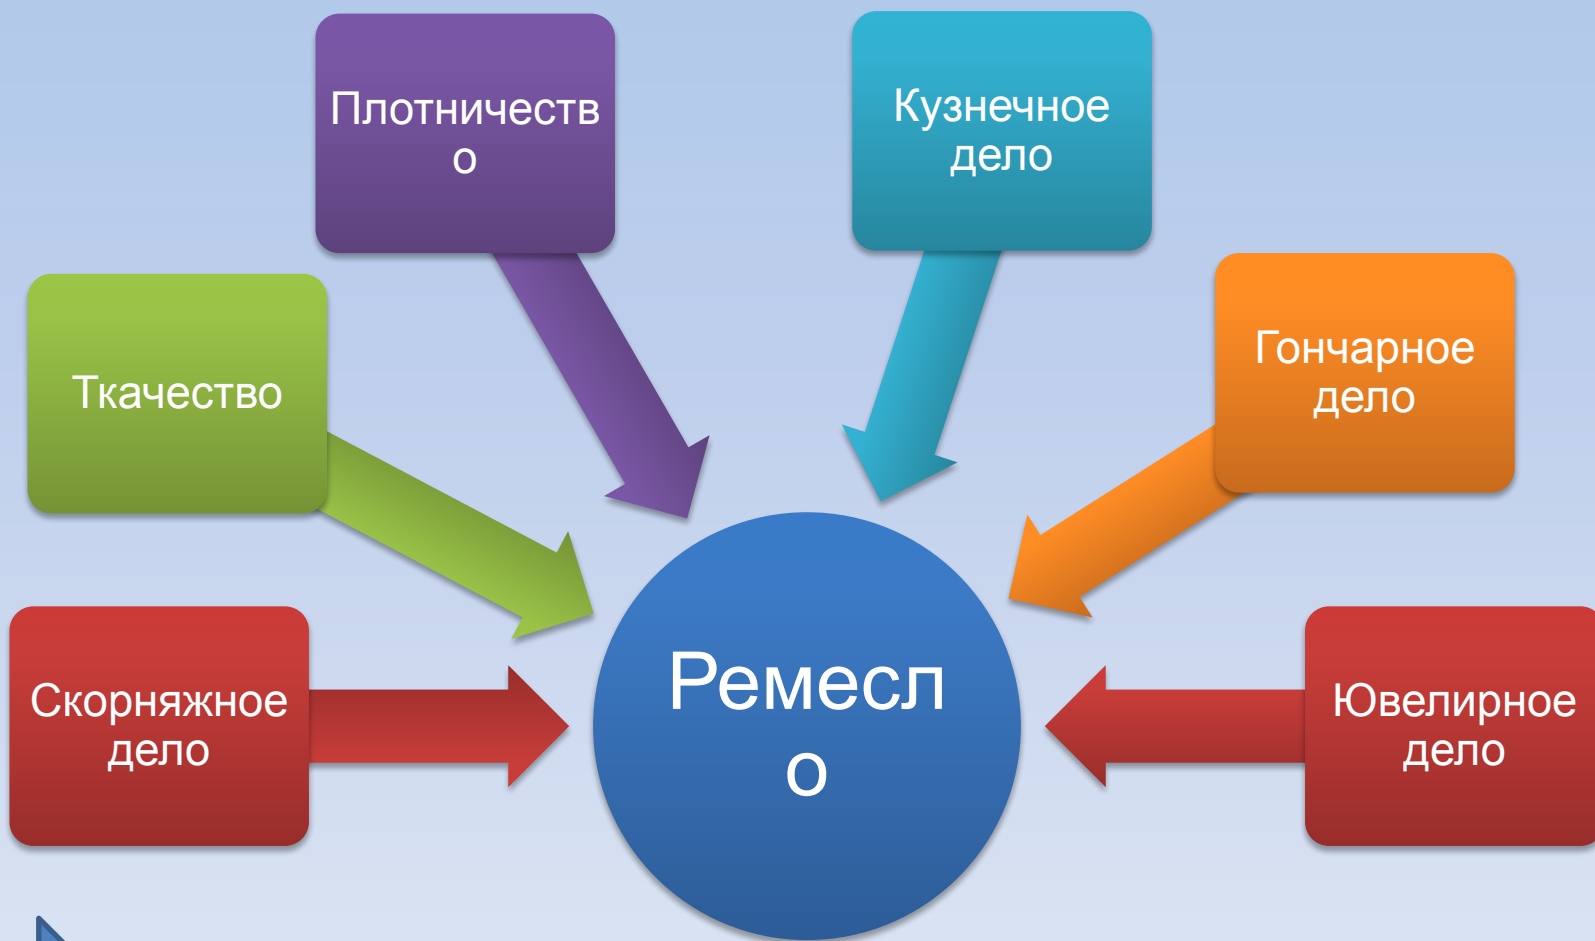 Плотничеств
о
Кузнечное
дело
Ткачество
Гончарное
дело
Скорняжное
дело
Ремесл
о
Ювелирное
дело